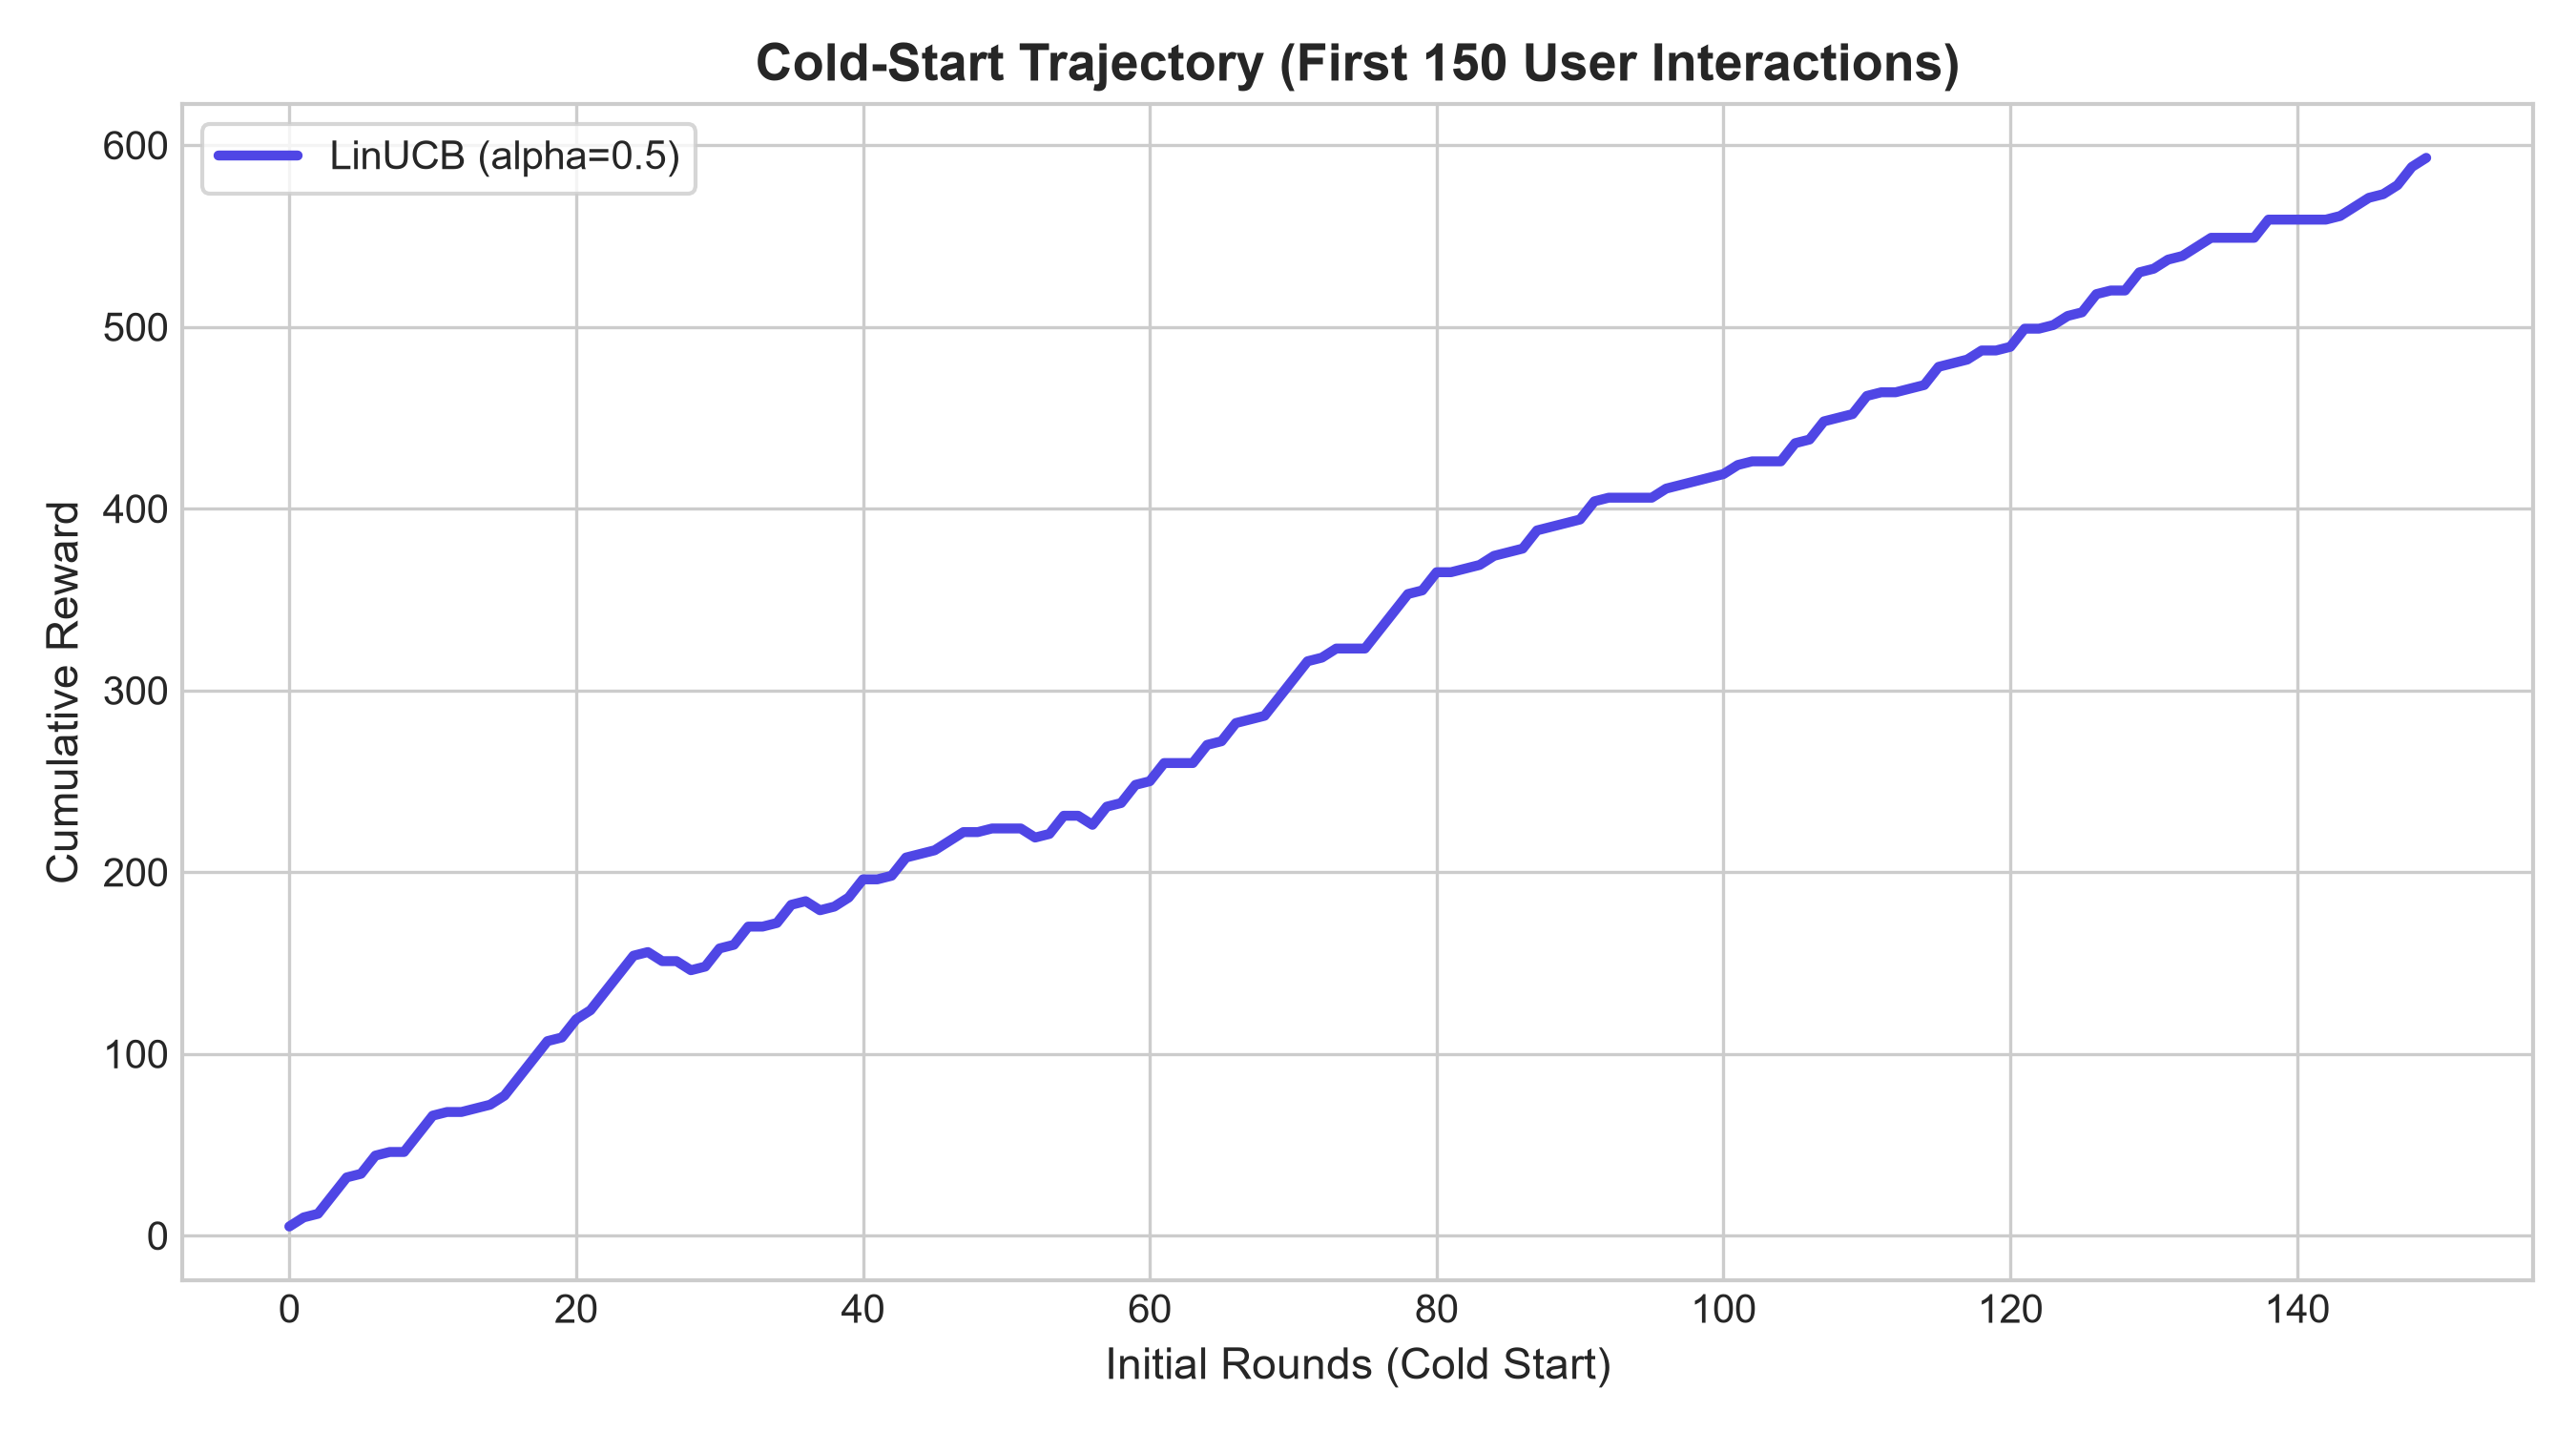 Cold-Start Trajectory (First 150 User Interactions)
LinUCB (alpha=0.5)
Cumulative Reward
600
500
400
300
200
100
0
0 20 40 60 80 100 120 140
Initial Rounds (Cold Start)